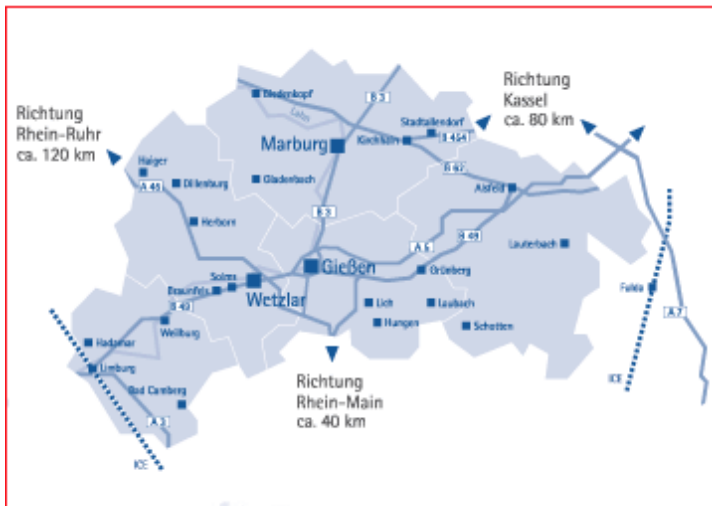 Richtung
Rhein-Ruhr
ca. 120 km
Richtung
Kassel
ca. 80 km
Biedenkopf
Lahn
B 3
Stadtallendorf
B 454
Marburg
Kirchhain
B 62
Haiger
A 45
Dillenburg
Gladenbach
Alsfeld
Herborn
B 3
A 5
B 49
Lauterbach
Gießen
Grünberg
Solms
Braunfels
Wetzlar
Fulda
B 49
Lich
Laubach
Weilburg
Hungen
Schotten
A 7
Hadamar
Limburg
Richtung
Rhein-Main
ca. 40 km
ICE
Bad Camberg
A 3
ICE